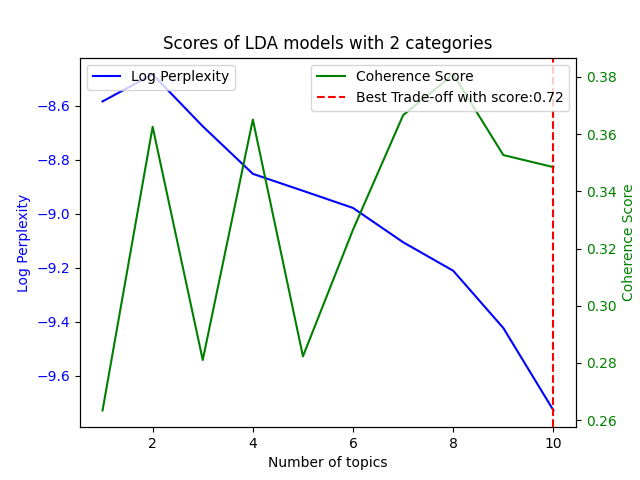 Scores of LDA models with 2 categories
Log Perplexity
Coherence Score
Best Trade-off with score:0.72
−8.6
−8.8
−9.0
−9.2
−9.4
−9.6
Log Perplexity
0.38
0.36
0.34
0.32
0.30
0.28
0.26
Coherence Score
2 4 6 8 10
Number of topics